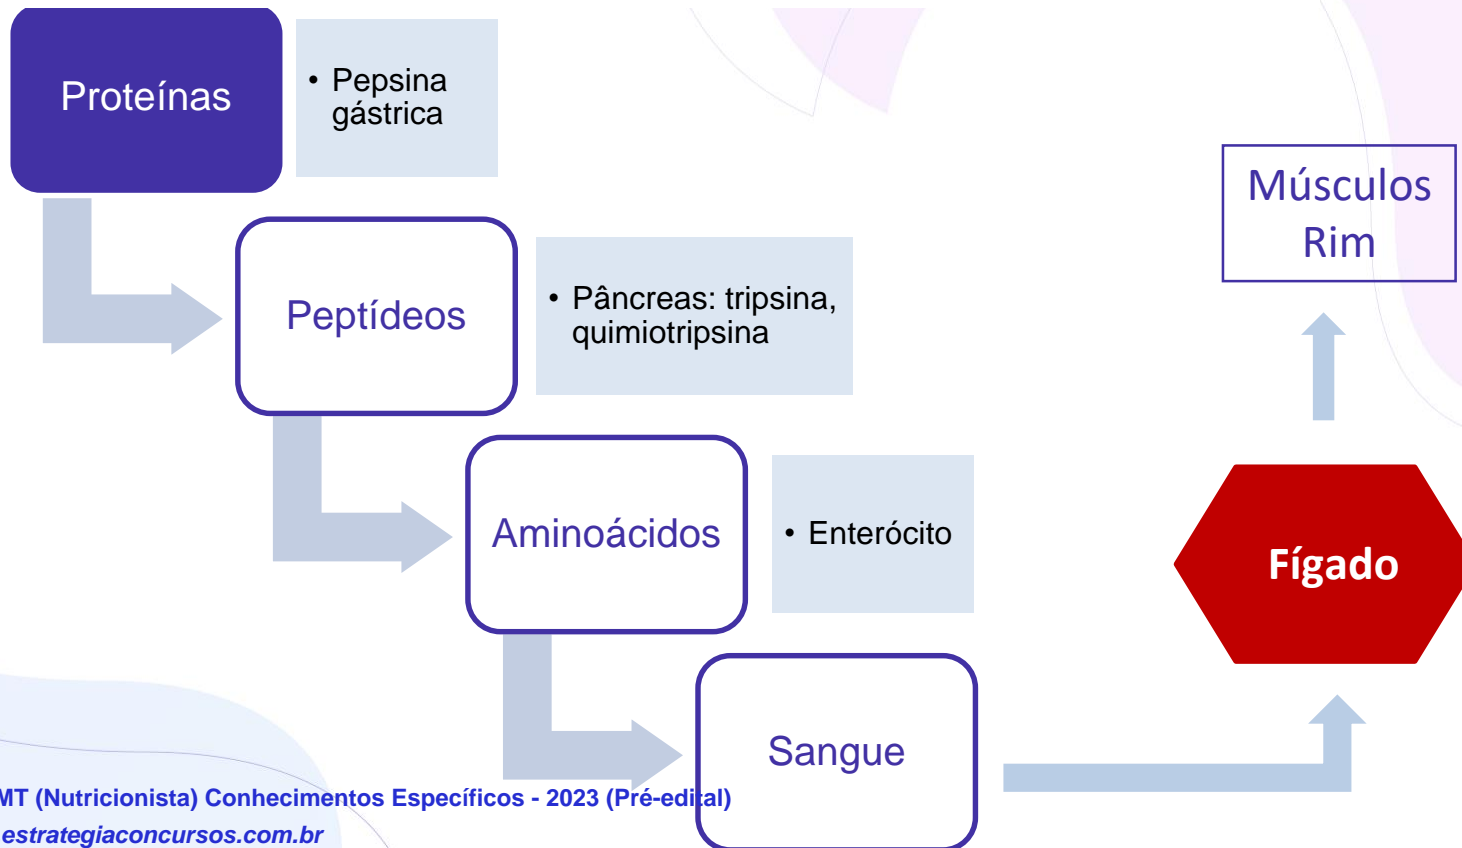 Proteínas
• Pepsina
gástrica
Peptídeos
• Pâncreas: tripsina,
quimiotripsina
Aminoácidos
• Enterócito
Sangue
Músculos
Rim
Fígado
MT (Nutricionista) Conhecimentos Específicos - 2023 (Pré-edital)
estrategiaconcursos.com.br